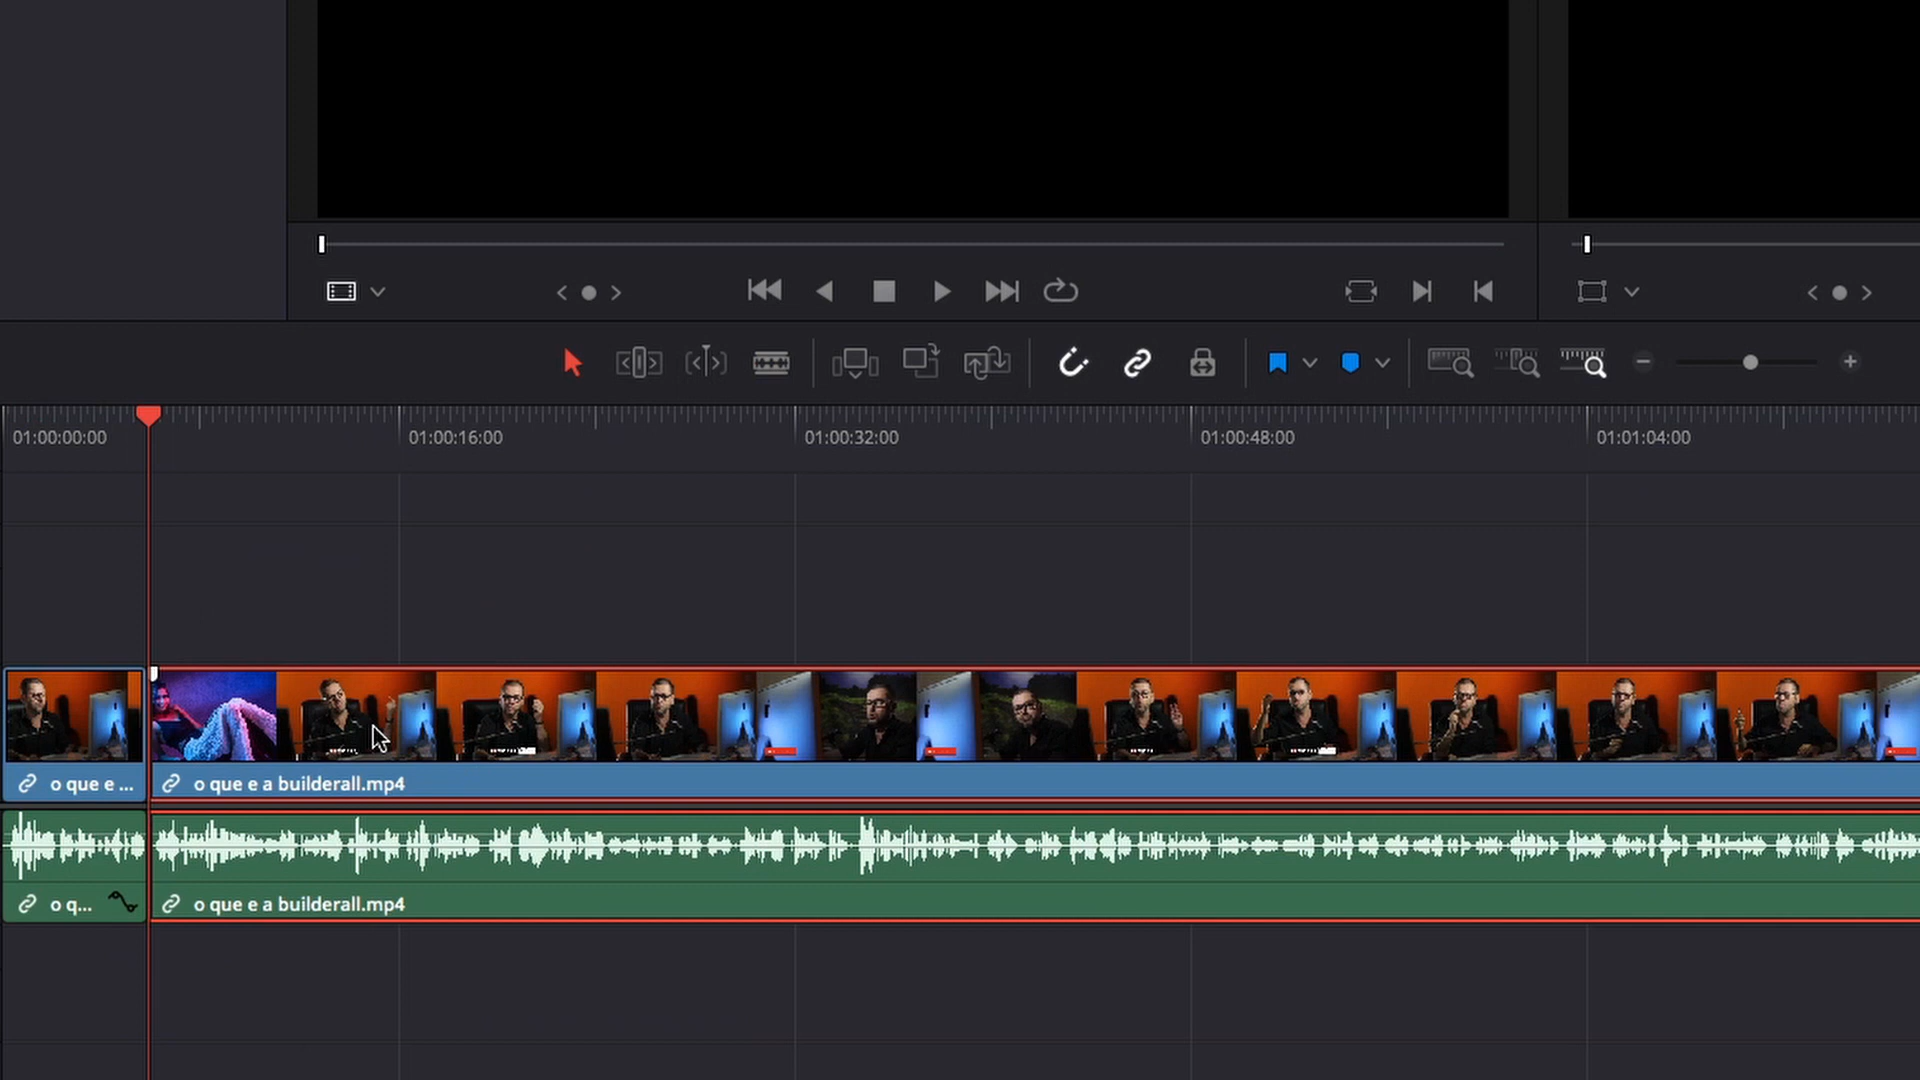 01:00:00:00
01:00:16:00
01:00:32:00
01:00:48:00
01:01:04:00
o que e ...
o que e a builderall.mp4
o q...
o que e a builderall.mp4